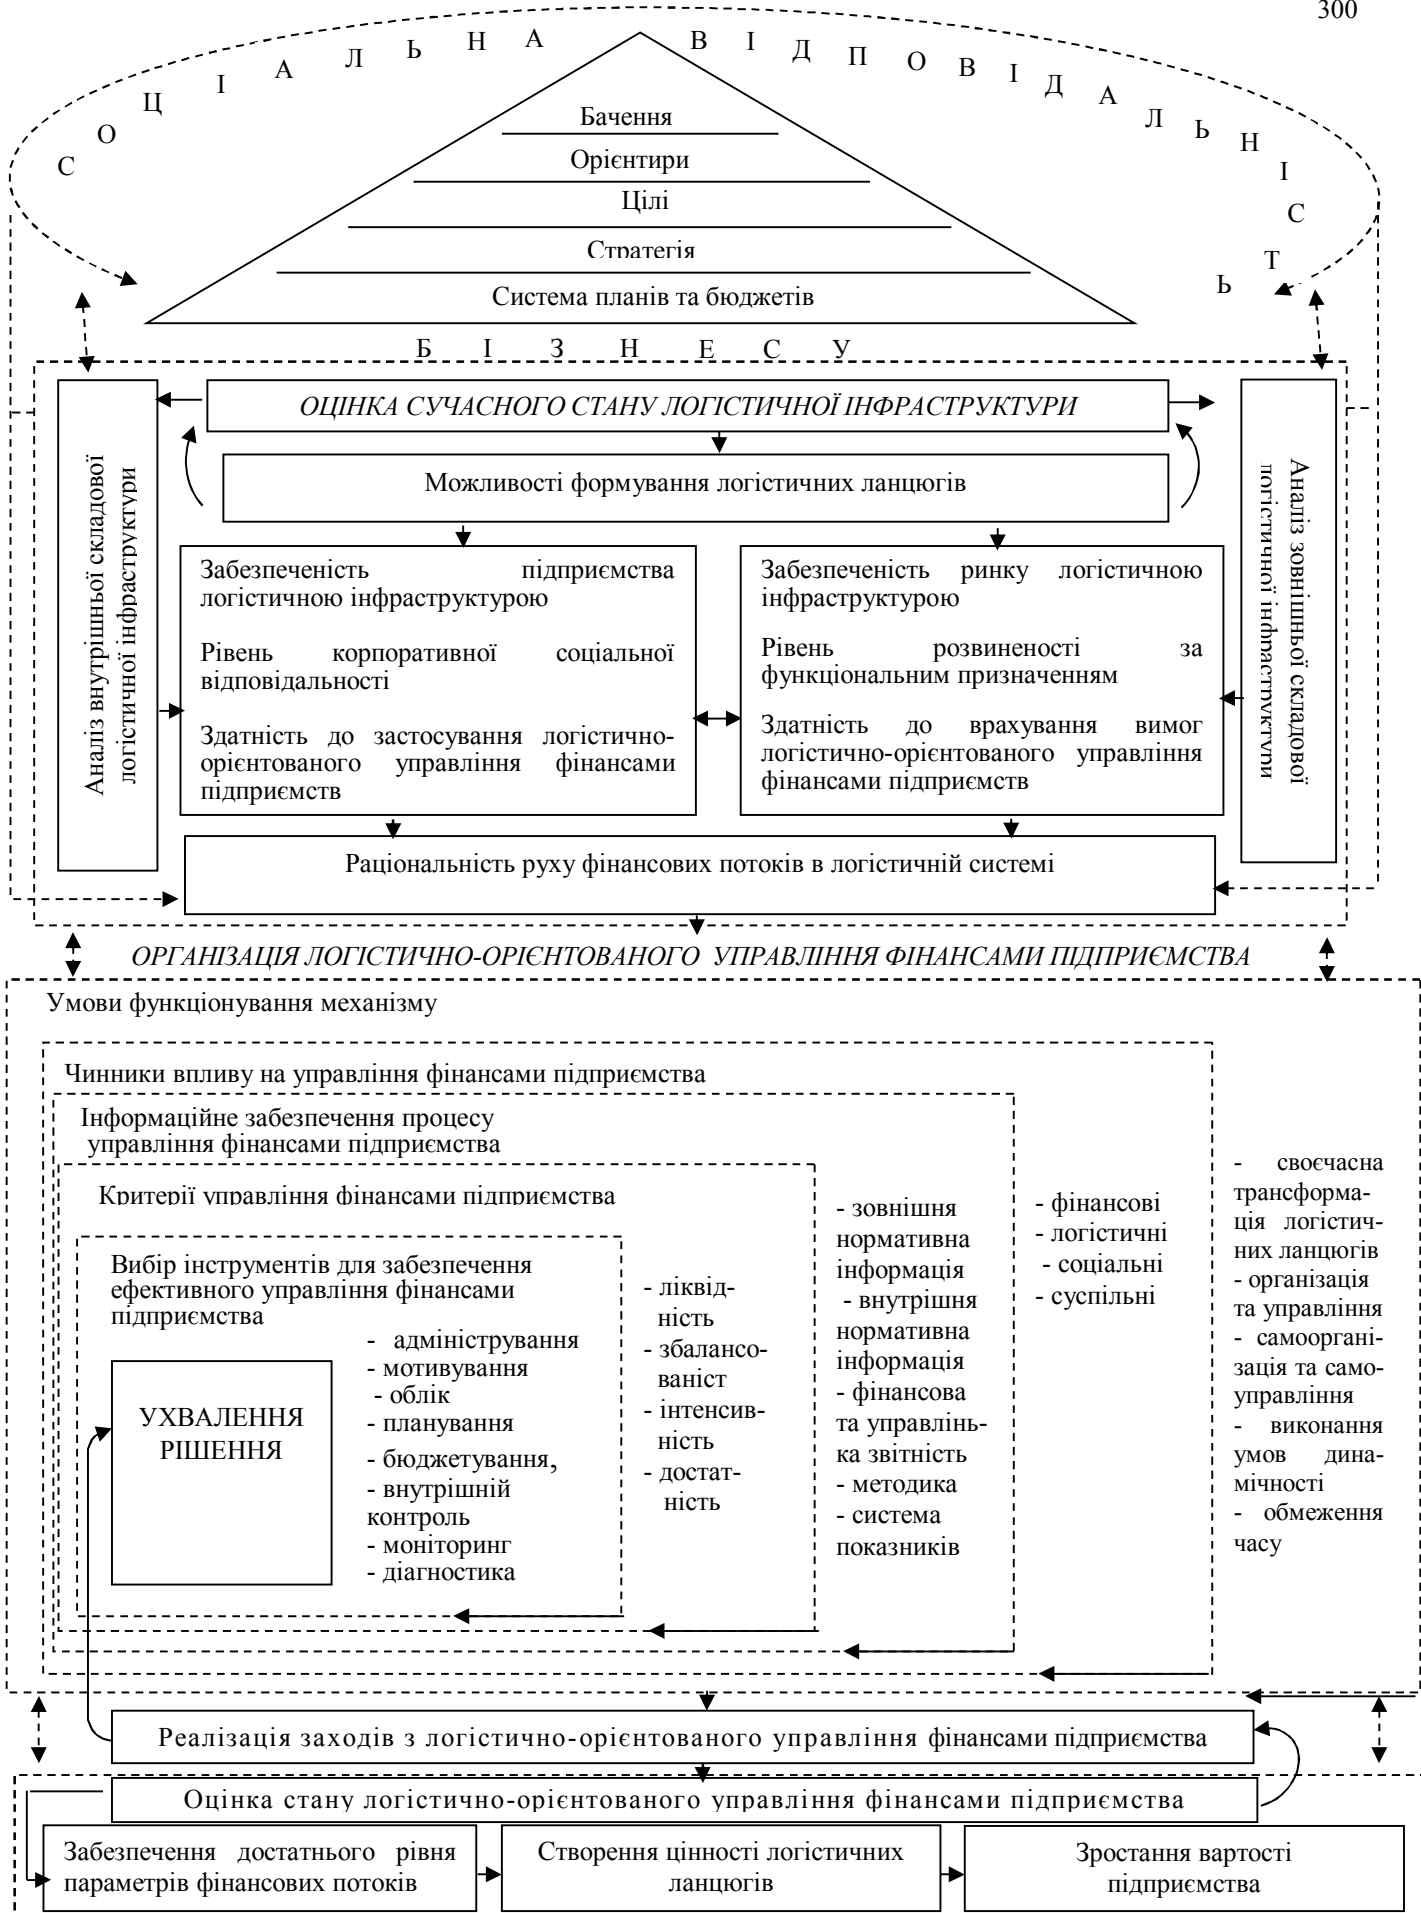 300
С О Ц І А Л Ь Н А В І Д П О В І Д А Л Ь Н І С Т Ь
Бачення
Орієнтири
Цілі
Стратегія
Система планів та бюджетів
Б І З Н Е С У
ОЦІНКА СУЧАСНОГО СТАНУ ЛОГІСТИЧНОЇ ІНФРАСТРУКТУРИ
Можливості формування логістичних ланцюгів
Аналіз внутрішньої складової
логістичної інфраструктури
Забезпеченість підприємства
логістичною інфраструктурою
Рівень корпоративної соціальної
відповідальності
Здатність до застосування логістично-
орієнтованого управління фінансами
підприємств
Забезпеченість ринку логістичною
інфраструктурою
Рівень розвиненості за
функціональним призначенням
Здатність до врахування вимог
логістично-орієнтованого управління
фінансами підприємств
Аналіз зовнішньої складової
логістичної інфраструктури
Раціональність руху фінансових потоків в логістичній системі
ОРГАНІЗАЦІЯ ЛОГІСТИЧНО-ОРІЄНТОВАНОГО УПРАВЛІННЯ ФІНАНСАМИ ПІДПРИЄМСТВА
Умови функціонування механізму
Чинники впливу на управління фінансами підприємства
Інформаційне забезпечення процесу
управління фінансами підприємства
Критерії управління фінансами підприємства
Вибір інструментів для забезпечення
ефективного управління фінансами
підприємства
УХВАЛЕННЯ
РІШЕННЯ
- адміністрування
- мотивування
- облік
- планування
- бюджетування,
- внутрішній
контроль
- моніторинг
- діагностика
- ліквід-
ність
- збалансо-
ваніст
- інтенсив-
ність
- достат-
ність
- зовнішня
нормативна
інформація
- внутрішня
нормативна
інформація
- фінансова
та управлінь-
ка звітність
- методика
- система
показників
- фінансові
- логістичні
- соціальні
- суспільні
- своєчасна
трансформа-
ція логістич-
них ланцюгів
- організація
та управління
- самооргані-
зація та само-
управління
- виконання
умов дина-
мічності
- обмеження
часу
Реалізація заходів з логістично-орієнтованого управління фінансами підприємства
Оцінка стану логістично-орієнтованого управління фінансами підприємства
Забезпечення достатнього рівня
параметрів фінансових потоків
Створення цінності логістичних
ланцюгів
Зростання вартості
підприємства